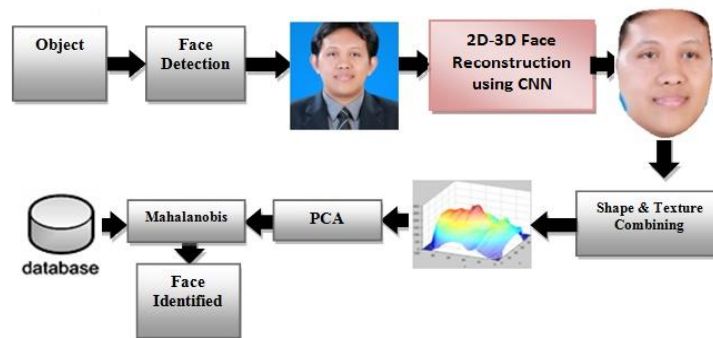 Object
Face
Detection
2D-3D Face
Reconstruction
using CNN
Shape & Texture
Combining
PCA
Mahalanobis
database
Face
Identified